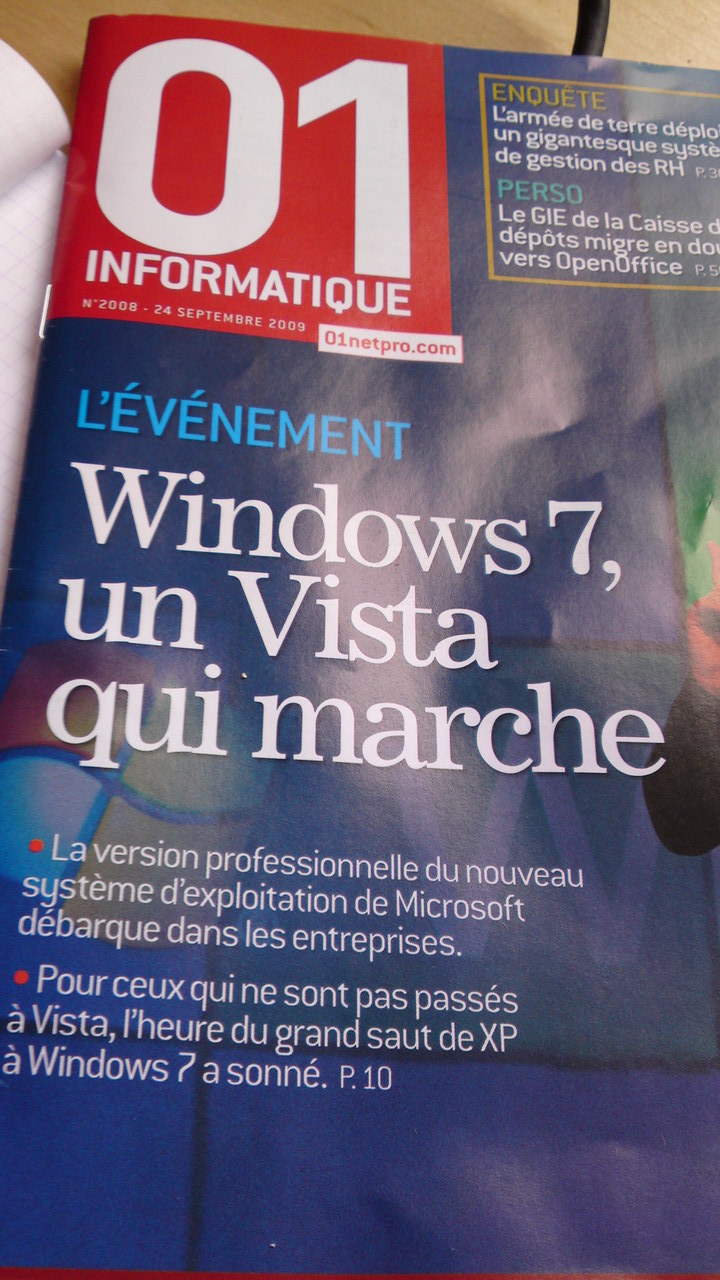 01
INFORMATIQUE
N°2008 - 24 SEPTEMBRE 2009
01netpro.com
ENQUÊTE
L'armée de terre
un gigantesque
de gestion des RH
PERSO
Le GIE de la Caisse
dépôts migre en
vers OpenOffice
L'ÉVÉNEMENT
Windows 7,
un Vista
qui marche
• La version professionnelle du nouveau
système d'exploitation de Microsoft
débarque dans les entreprises.
• Pour ceux qui ne sont pas passés
à Vista, l'heure du grand saut de XP
à Windows 7 a sonné. P. 10